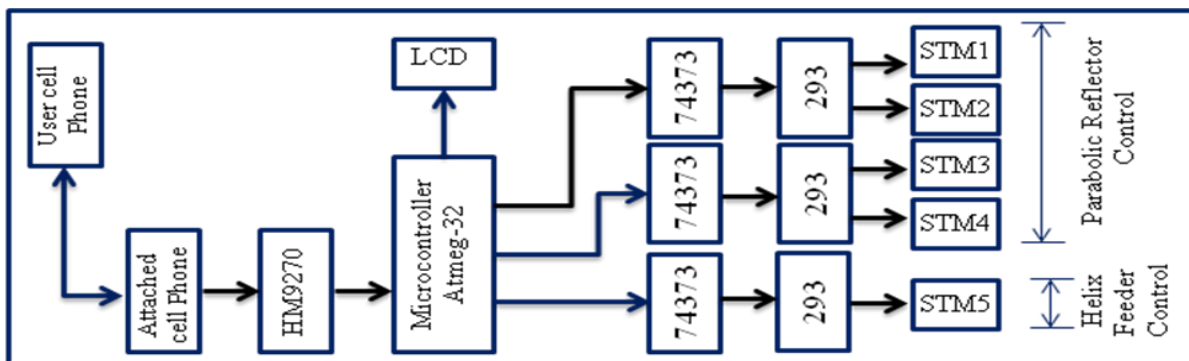 User cell
Phone
Attached
cell Phone
HM9270
Microcontroller
Atmeg-32
LCD
74373
293
STM1
STM2
74373
293
STM3
STM4
74373
293
STM5
Parabolic Reflector
Control
Helix
Feeder
Control